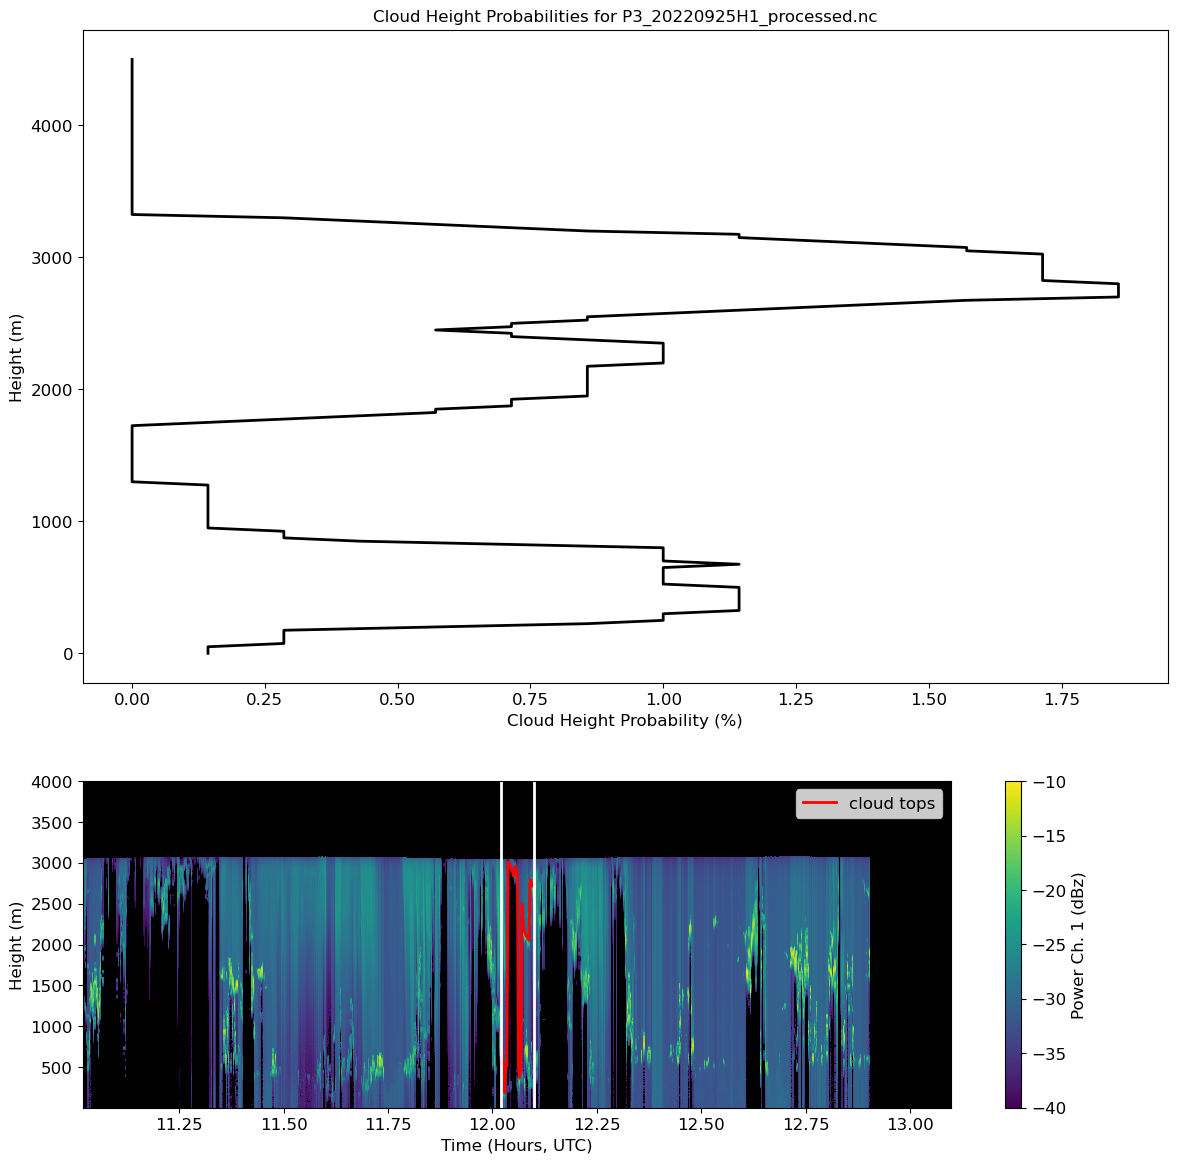 Cloud Height Probabilities for P3_20220925H1_processed.nc
Height (m)
4000
3000
2000
1000
0
0.00 0.25 0.50 0.75 1.00 1.25 1.50 1.75
Cloud Height Probability (%)
Height (m)
4000
3500
3000
2500
2000
1500
1000
500
cloud tops
11.25 11.50 11.75 12.00 12.25 12.50 12.75 13.00
Time (Hours, UTC)
−10
−15
−20
−25
−30
−35
−40
Power Ch. 1 (dBz)